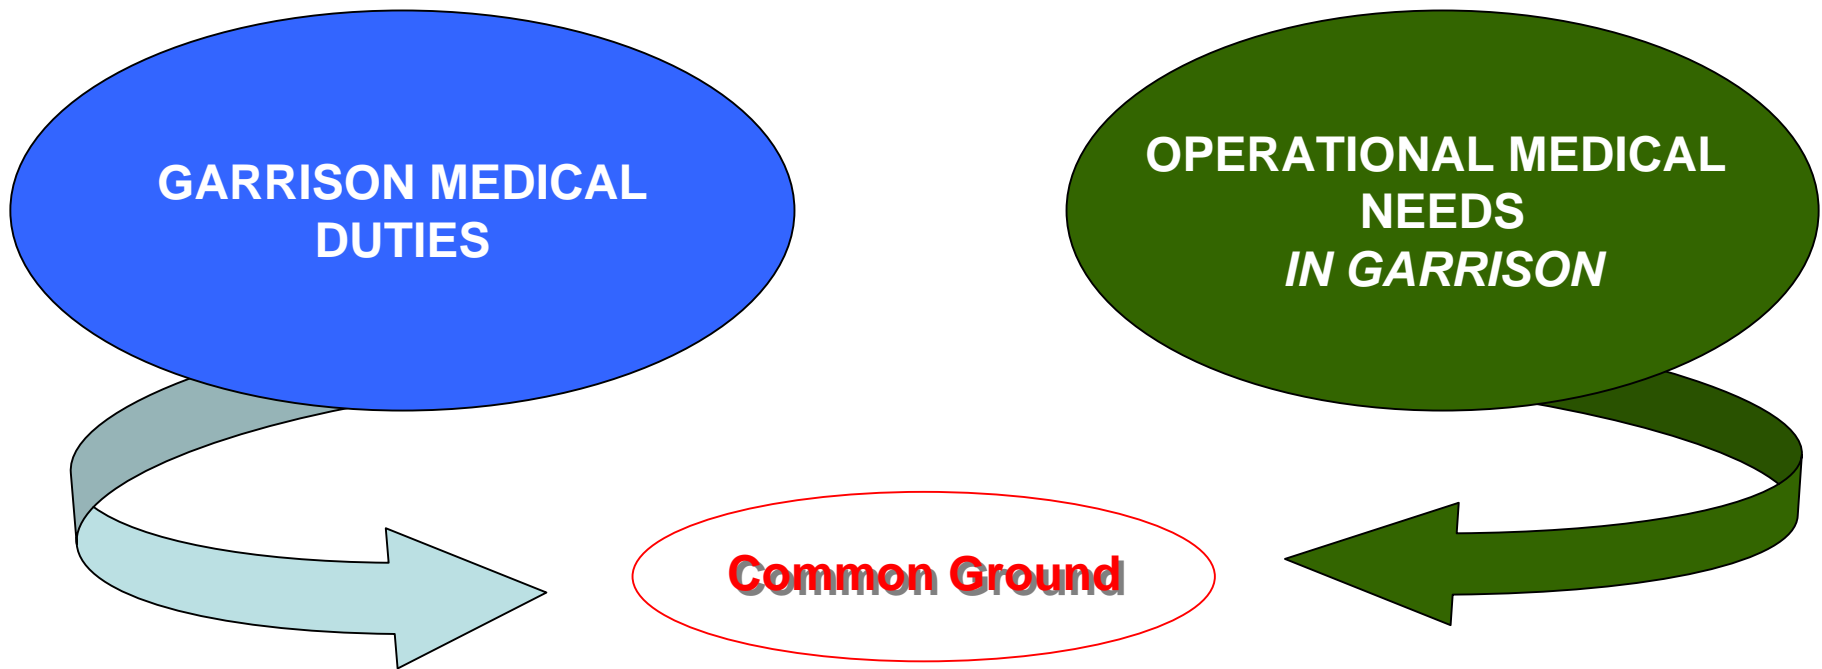 GARRISON MEDICAL
DUTIES
OPERATIONAL MEDICAL
NEEDS
IN GARRISON
Common Ground